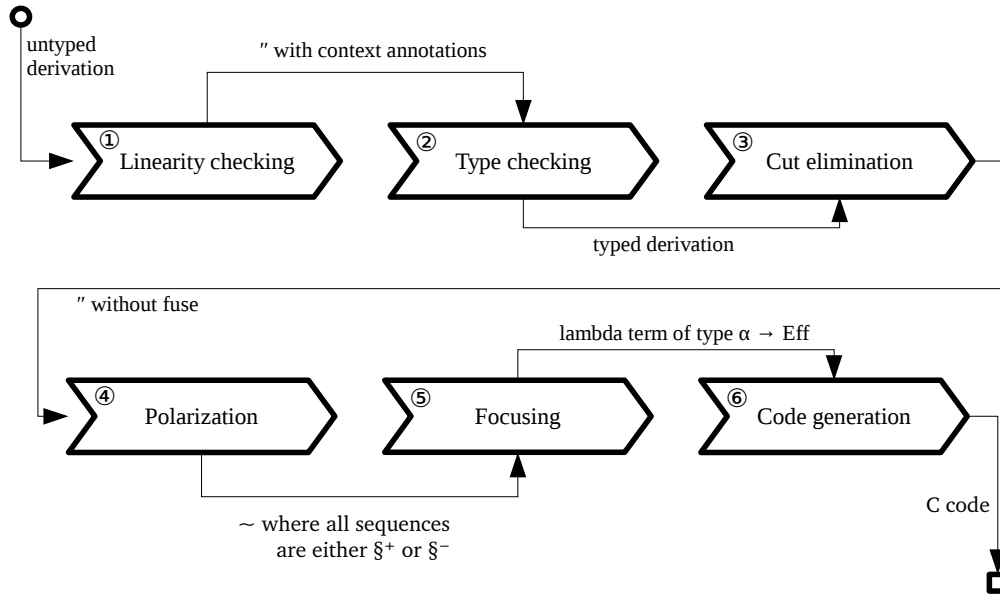 untyped
derivation
″ with context annotations
① Linearity checking
② Type checking
③ Cut elimination
typed derivation
″ without fuse
lambda term of type α → Eff
④ Polarization
⑤ Focusing
⑥ Code generation
∼ where all sequences
are either §⁺ or §⁻
C code